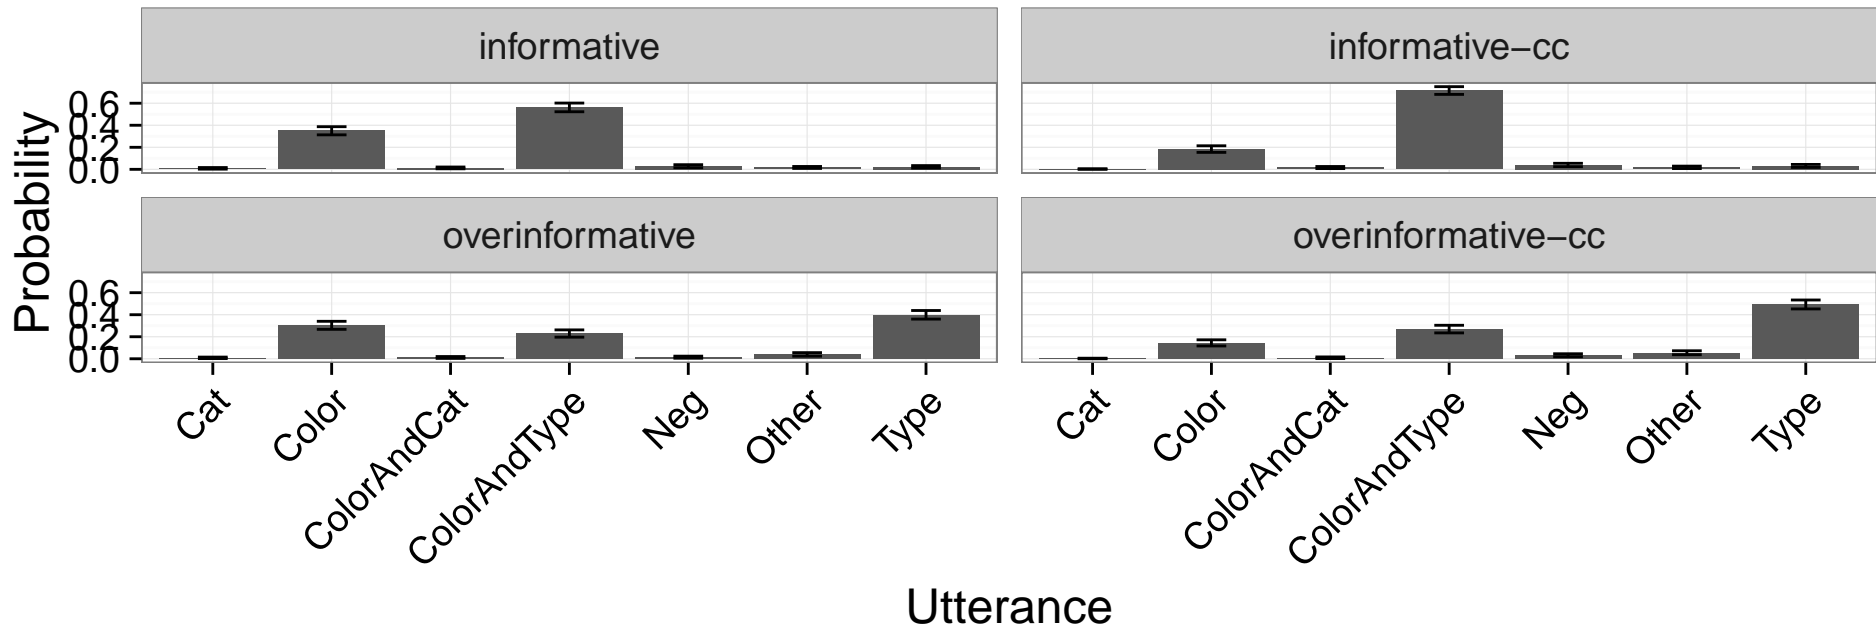 informative
informative−cc
0.6
0.4
0.2
0.0
overinformative
overinformative−cc
0.6
0.4
0.2
0.0
Probability
Cat
Color
ColorAndCat
ColorAndType
Neg
Other
Type
Cat
Color
ColorAndCat
ColorAndType
Neg
Other
Type
Utterance